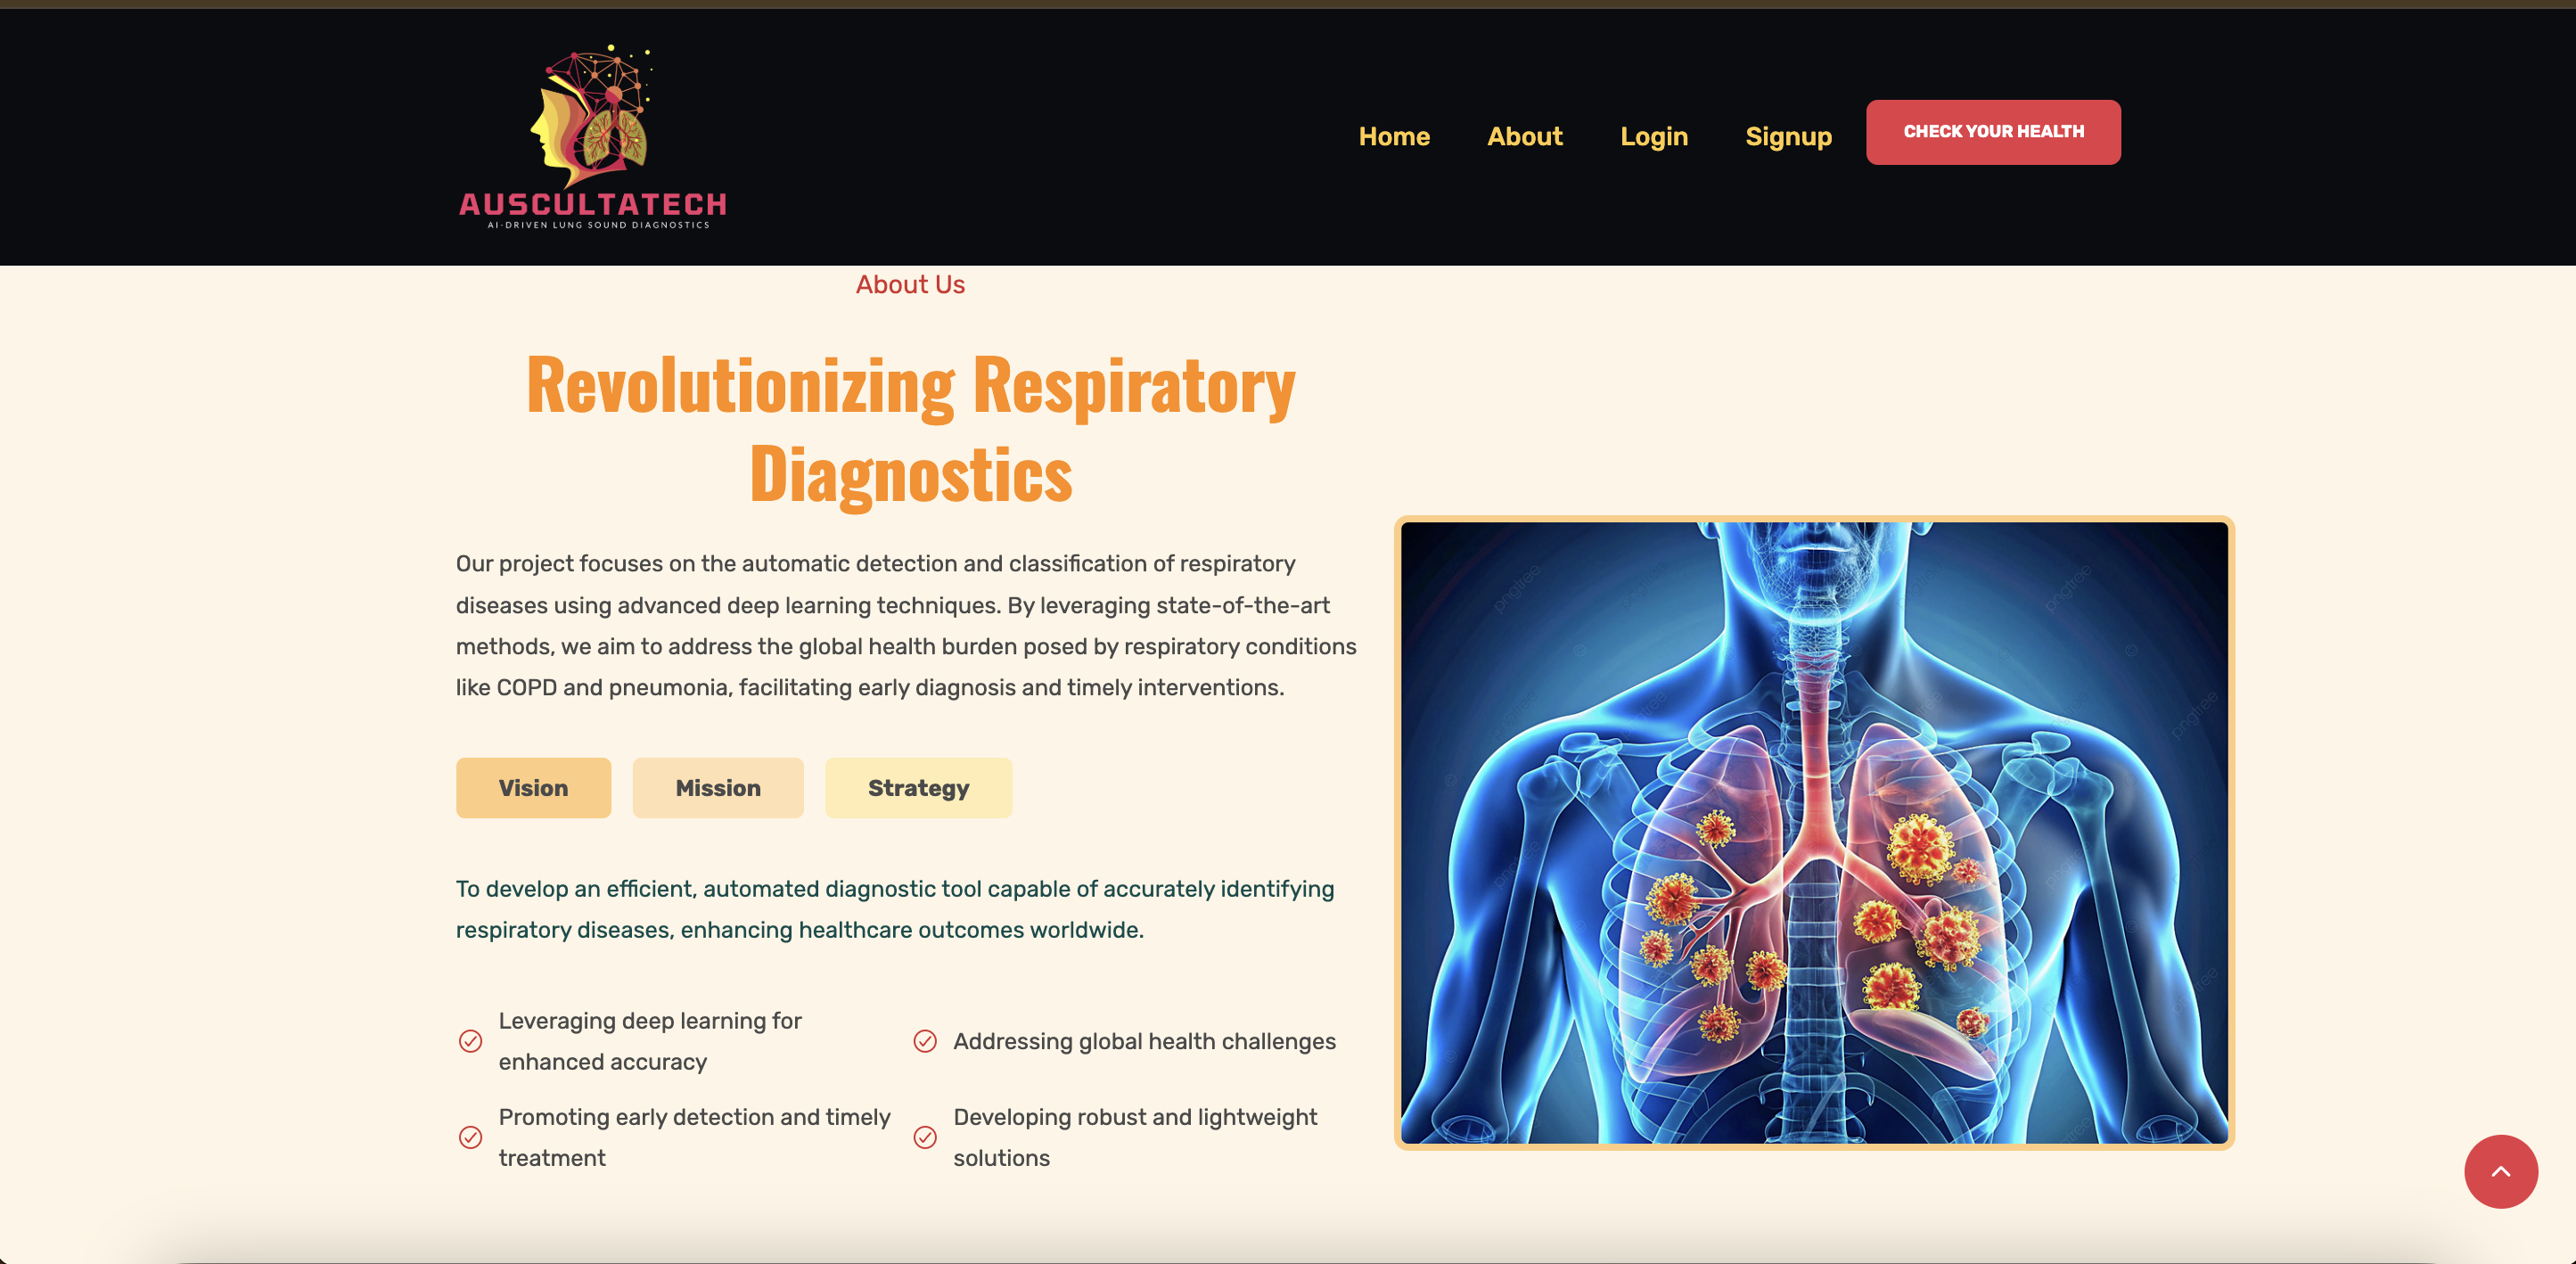 AUSCULTATECH
AI-DRIVEN LUNG SOUND DIAGNOSTICS
Home
About
Login
Signup
CHECK YOUR HEALTH
About Us
Revolutionizing Respiratory
Diagnostics
Our project focuses on the automatic detection and classification of respiratory
diseases using advanced deep learning techniques. By leveraging state-of-the-art
methods, we aim to address the global health burden posed by respiratory conditions
like COPD and pneumonia, facilitating early diagnosis and timely interventions.
Vision
Mission
Strategy
To develop an efficient, automated diagnostic tool capable of accurately identifying
respiratory diseases, enhancing healthcare outcomes worldwide.
Leveraging deep learning for
enhanced accuracy
Addressing global health challenges
Promoting early detection and timely
treatment
Developing robust and lightweight
solutions
pngtree
pngtree
pngtree